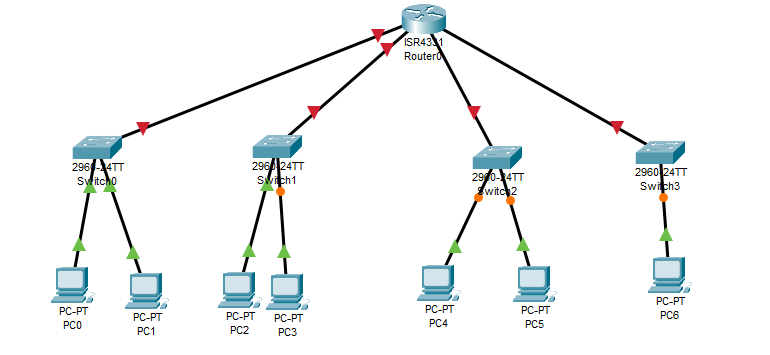 ISR4331
Router0
2960-24TT
Switch0
2960-24TT
Switch1
2960-24TT
Switch2
2960-24TT
Switch3
PC-PT
PC0
PC-PT
PC1
PC-PT
PC2
PC-PT
PC3
PC-PT
PC4
PC-PT
PC5
PC-PT
PC6